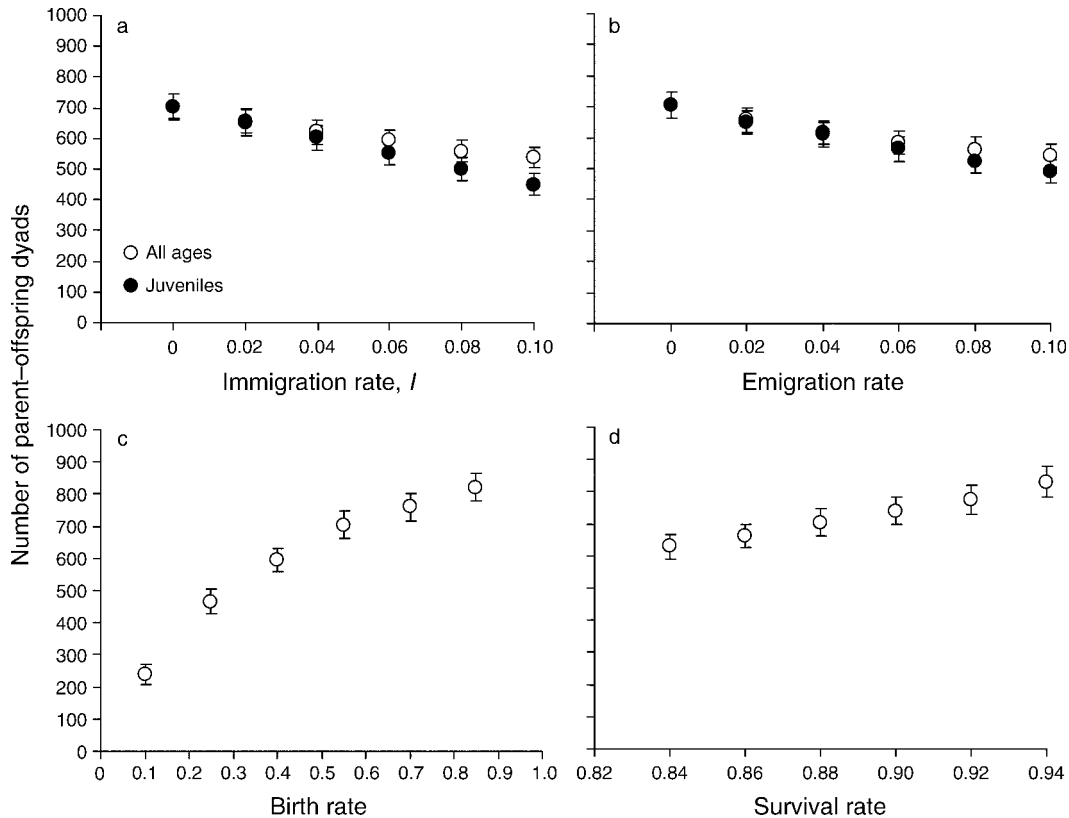 Number of parent–offspring dyads
a
1000
900
800
700
600
500
400
300
200
100
0
All ages
Juveniles
0 0.02 0.04 0.06 0.08 0.10
Immigration rate, I
b
0 0.02 0.04 0.06 0.08 0.10
Emigration rate
c
1000
900
800
700
600
500
400
300
200
100
0
0 0.1 0.2 0.3 0.4 0.5 0.6 0.7 0.8 0.9 1.0
Birth rate
d
0.82 0.84 0.86 0.88 0.90 0.92 0.94
Survival rate